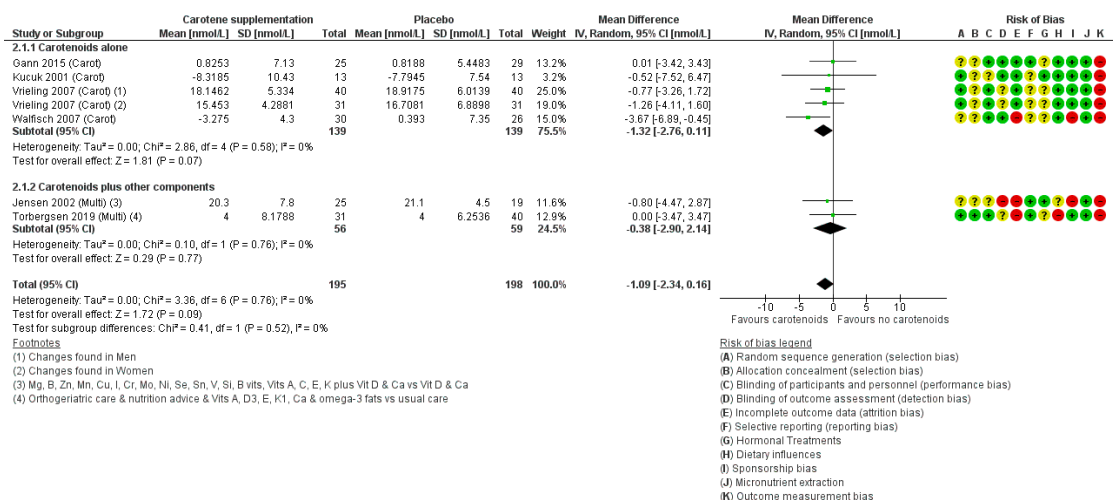 Carotene supplementation Placebo Mean Difference Mean Difference Risk of Bias
Study or Subgroup Mean [nmol/L] SD [nmol/L] Total Mean [nmol/L] SD [nmol/L] Total Weight IV, Random, 95% CI [nmol/L] IV, Random, 95% CI [nmol/L] A B C D E F G H I J K
2.1.1 Carotenoids alone
Gann 2015 (Carot) 0.8253 7.13 25 0.8188 5.4483 29 13.2% 0.01 [-3.42, 3.43] ? ? + + + + ? + + + -
Kucuk 2001 (Carot) -8.3185 10.43 13 -7.7945 7.54 13 3.2% -0.52 [-7.52, 6.47]
Vrieling 2007 (Carot) (1) 18.1462 5.334 40 18.9175 6.0139 40 25.0% -0.77 [-3.26, 1.72]
Vrieling 2007 (Carot) (2) 15.453 4.2881 31 16.7081 6.8898 31 19.0% -1.26 [-4.11, 1.60]
Walfisch 2007 (Carot) -3.275 4.3 30 0.393 7.35 26 15.0% -3.67 [-6.89, -0.45]
Subtotal (95% CI) 139 139 75.5% -1.32 [-2.76, 0.11]
Heterogeneity: Tau² = 0.00; Chi² = 2.86, df = 4 (P = 0.58); I² = 0%
Test for overall effect: Z = 1.81 (P = 0.07)
2.1.2 Carotenoids plus other components
Jensen 2002 (Multi) (3) 20.3 7.8 25 21.1 4.5 19 11.6% -0.80 [-4.47, 2.87]
Torbergsen 2019 (Multi) (4) 4 8.1788 31 4 6.2536 40 12.9% 0.00 [-3.47, 3.47]
Subtotal (95% CI) 56 59 24.5% -0.38 [-2.90, 2.14]
Heterogeneity: Tau² = 0.00; Chi² = 0.10, df = 1 (P = 0.76); I² = 0%
Test for overall effect: Z = 0.29 (P = 0.77)
Total (95% CI) 195 198 100.0% -1.09 [-2.34, 0.16]
Heterogeneity: Tau² = 0.00; Chi² = 3.36, df = 6 (P = 0.76); I² = 0%
Test for overall effect: Z = 1.72 (P = 0.09)
Test for subgroup differences: Chi² = 0.41, df = 1 (P = 0.52), I² = 0%
-10 -5 0 5 10
Favours carotenoids Favours no carotenoids
Footnotes
(1) Changes found in Men
(2) Changes found in Women
(3) Mg, B, Zn, Mn, Cu, I, Cr, Mo, Ni, Se, Sn, V, Si, B vits, Vits A, C, E, K plus Vit D & Ca vs Vit D & Ca
(4) Orthogeriatric care & nutrition advice & Vits A, D3, E, K1, Ca & omega-3 fats vs usual care
Risk of bias legend
(A) Random sequence generation (selection bias)
(B) Allocation concealment (selection bias)
(C) Blinding of participants and personnel (performance bias)
(D) Blinding of outcome assessment (detection bias)
(E) Incomplete outcome data (attrition bias)
(F) Selective reporting (reporting bias)
(G) Hormonal Treatments
(H) Dietary influences
(I) Sponsorship bias
(J) Micronutrient extraction
(K) Outcome measurement bias